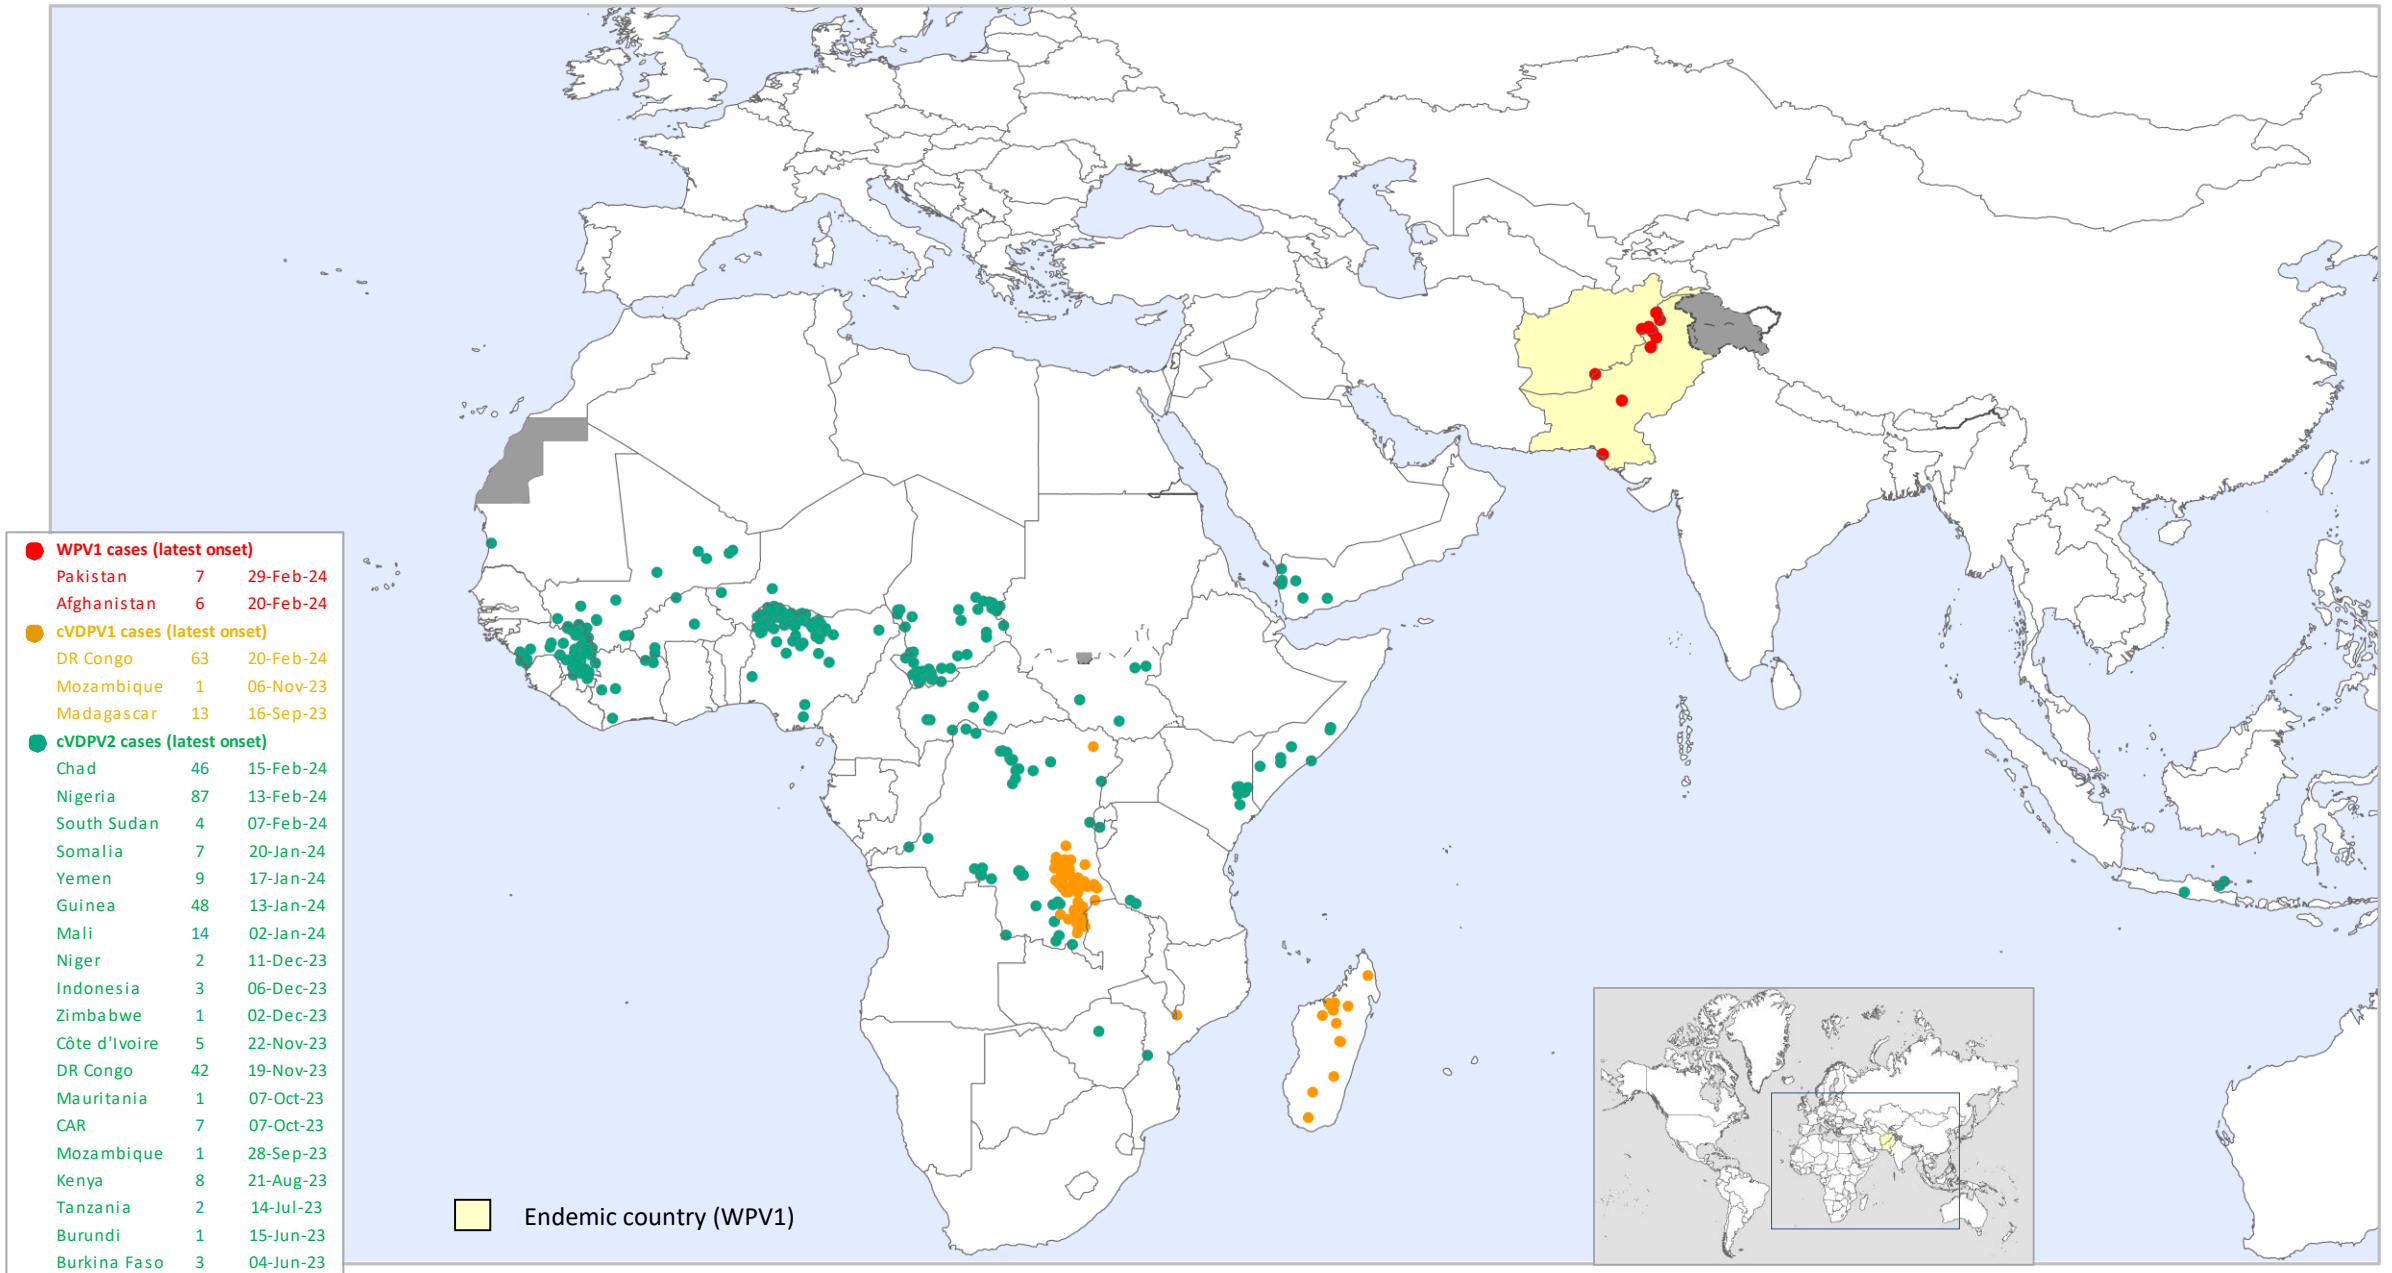 WPV1 cases (latest onset)
Pakistan 7 29-Feb-24
Afghanistan 6 20-Feb-24
cVDPV1 cases (latest onset)
DR Congo 63 20-Feb-24
Mozambique 1 06-Nov-23
Madagascar 13 16-Sep-23
cVDPV2 cases (latest onset)
Chad 46 15-Feb-24
Nigeria 87 13-Feb-24
South Sudan 4 07-Feb-24
Somalia 7 20-Jan-24
Yemen 9 17-Jan-24
Guinea 48 13-Jan-24
Mali 14 02-Jan-24
Niger 2 11-Dec-23
Indonesia 3 06-Dec-23
Zimbabwe 1 02-Dec-23
Côte d'Ivoire 5 22-Nov-23
DR Congo 42 19-Nov-23
Mauritania 1 07-Oct-23
CAR 7 07-Oct-23
Mozambique 1 28-Sep-23
Kenya 8 21-Aug-23
Tanzania 2 14-Jul-23
Burundi 1 15-Jun-23
Burkina Faso 3 04-Jun-23
Endemic country (WPV1)